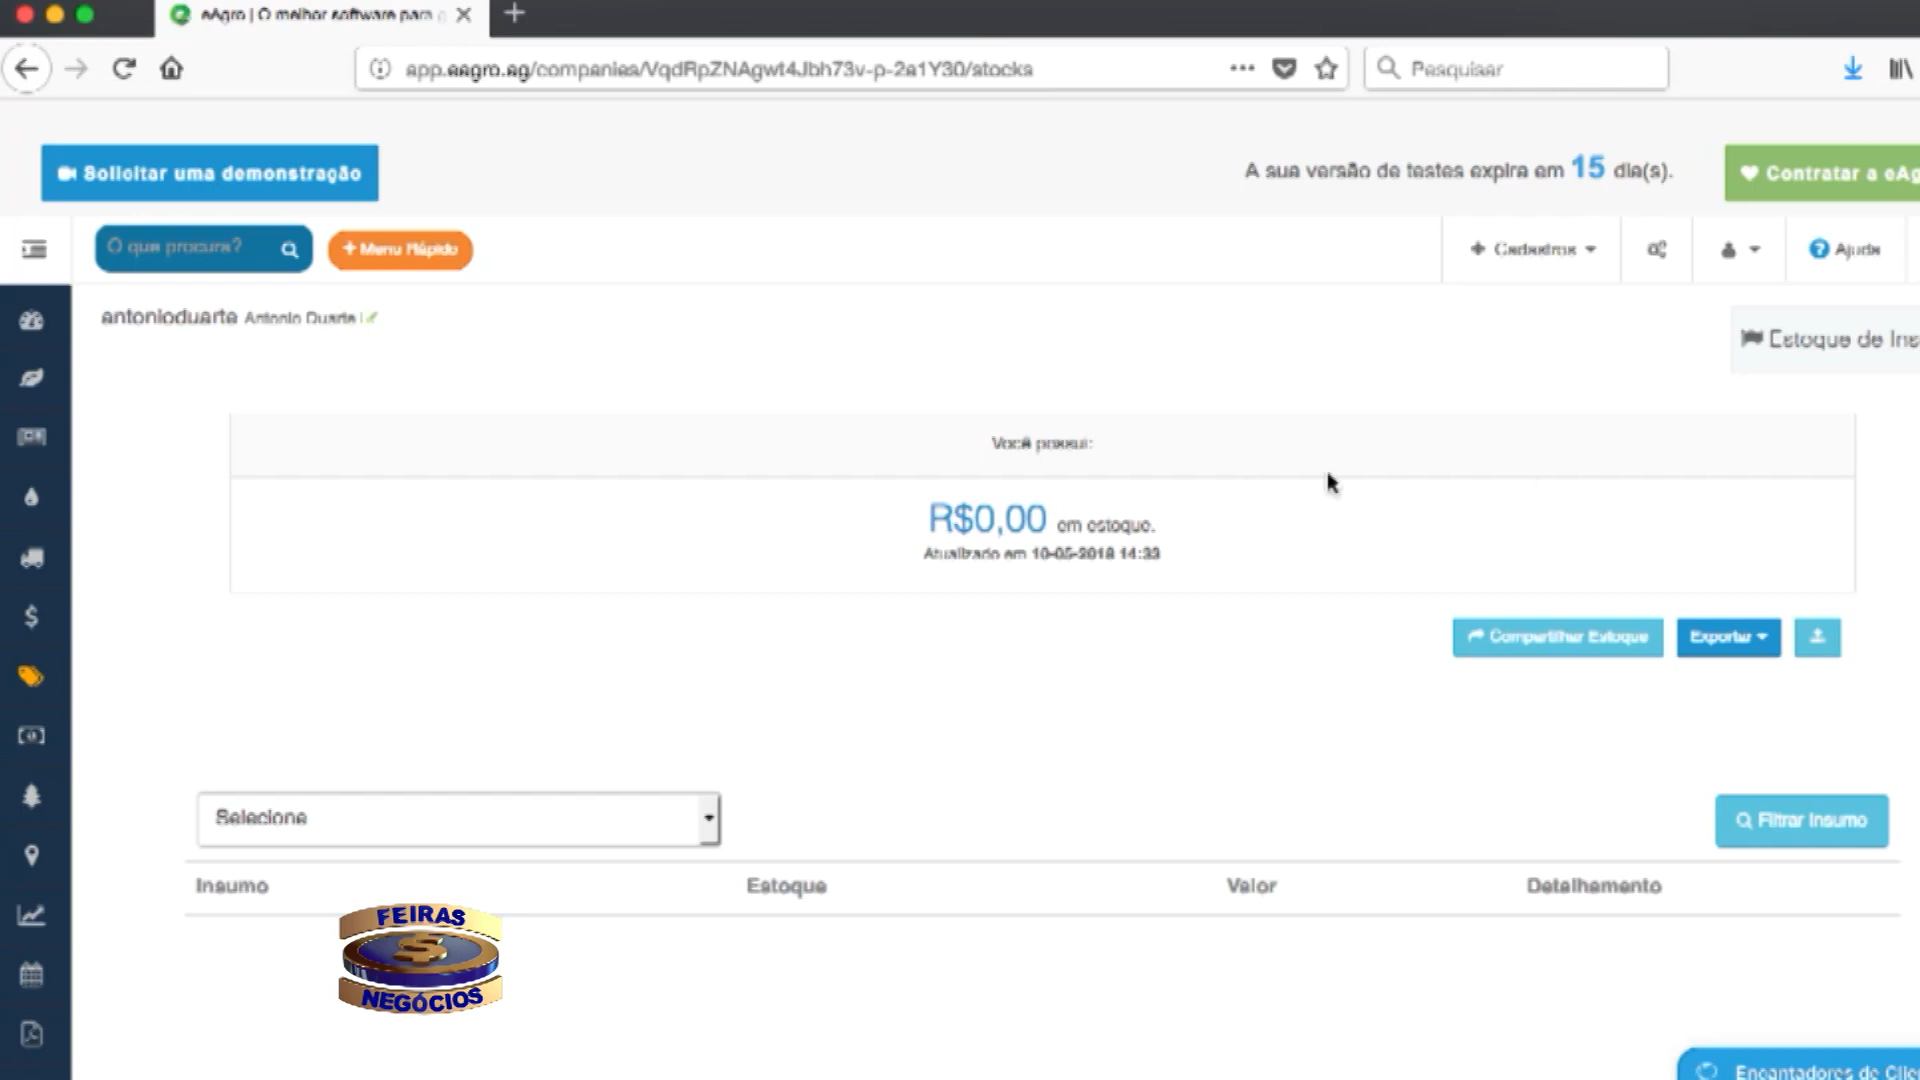 eAgro | O melhor software para
app.eagro.ag/companies/VqdRpZNAgwt4Jbh73v-p-2a1Y30/stocks
Pesquisar
Solicitar uma demonstração
A sua versão de testes expira em 15 dia(s).
Contratar a eAg
O que procura?
+ Menu Rápido
+ Cadastros
Ajuda
antonioduarte Antonio Duarte |
Estoque de Ins
Você possui:
R$0,00 em estoque.
Atualizado em 10-05-2018 14:33
Compartilhar Estoque
Exportar
Selecione
Filtrar Insumo
Insumo Estoque Valor Detalhamento
FEIRAS
$
NEGÓCIOS
Encantadores de Clie